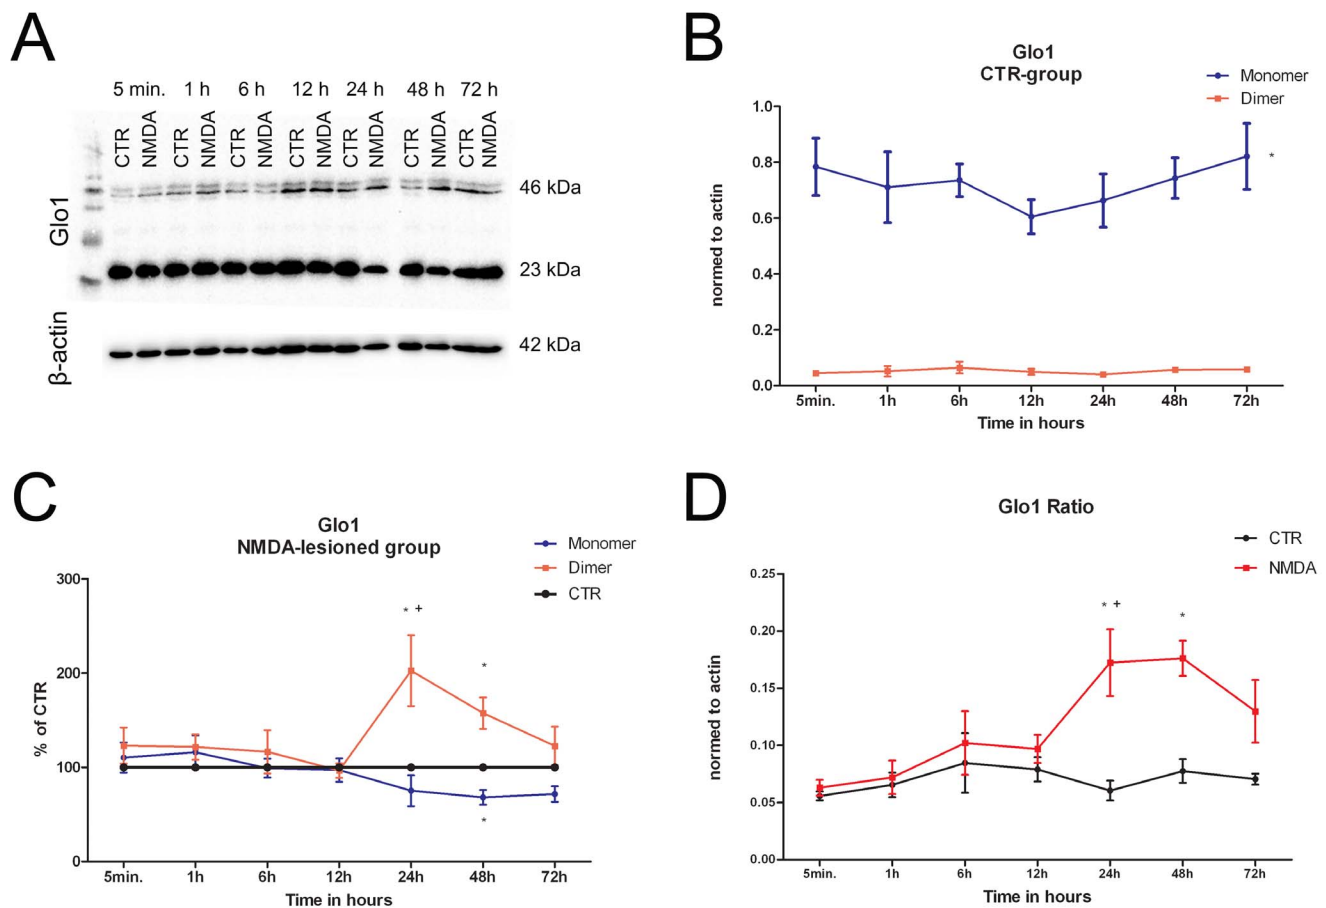 A
5 min. 1 h 6 h 12 h 24 h 48 h 72 h
CTR NMDA CTR NMDA CTR NMDA CTR NMDA CTR NMDA CTR NMDA CTR NMDA
Glo1
46 kDa
23 kDa
β-actin
42 kDa
B
Glo1
CTR-group
Monomer
Dimer
normed to actin
1.0
0.8
*
0.6
0.4
0.2
0.0
5min. 1h 6h 12h 24h 48h 72h
Time in hours
C
Glo1
NMDA-lesioned group
Monomer
Dimer
CTR
% of CTR
300
* +
200
*
100
*
0
5min. 1h 6h 12h 24h 48h 72h
Time in hours
D
Glo1 Ratio
CTR
NMDA
normed to actin
0.25
* + *
0.20
0.15
0.10
0.05
0.00
5min. 1h 6h 12h 24h 48h 72h
Time in hours